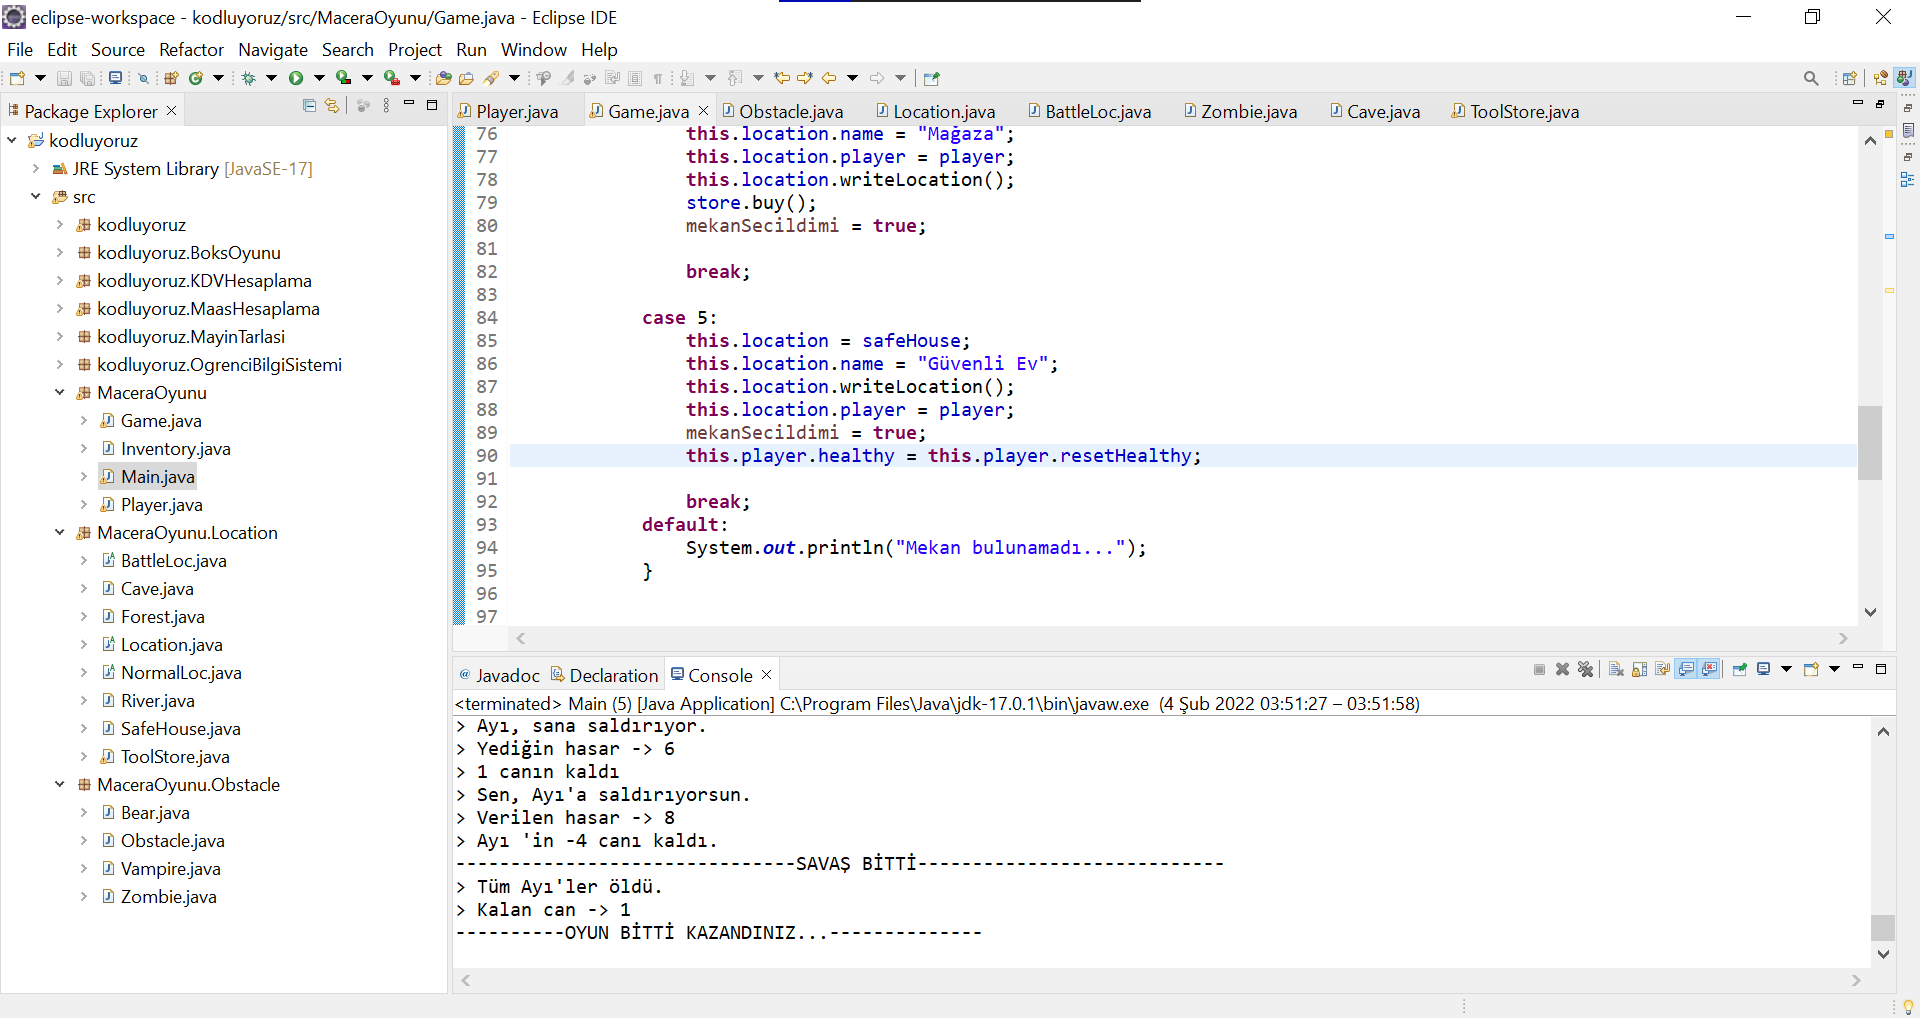 eclipse-workspace - kodluyoruz/src/MaceraOyunu/Game.java - Eclipse IDE
File Edit Source Refactor Navigate Search Project Run Window Help
Package Explorer
kodluyoruz
JRE System Library [JavaSE-17]
src
kodluyoruz
kodluyoruz.BoksOyunu
kodluyoruz.KDVHesaplama
kodluyoruz.MaasHesaplama
kodluyoruz.MayinTarlasi
kodluyoruz.OgrenciBilgiSistemi
MaceraOyunu
Game.java
Inventory.java
Main.java
Player.java
MaceraOyunu.Location
BattleLoc.java
Cave.java
Forest.java
Location.java
NormalLoc.java
River.java
SafeHouse.java
ToolStore.java
MaceraOyunu.Obstacle
Bear.java
Obstacle.java
Vampire.java
Zombie.java
Player.java Game.java Obstacle.java Location.java BattleLoc.java Zombie.java Cave.java ToolStore.java
76 this.location.name = "Mağaza";
77 this.location.player = player;
78 this.location.writeLocation();
79 store.buy();
80 mekanSecildimi = true;
81
82 break;
83
84 case 5:
85 this.location = safeHouse;
86 this.location.name = "Güvenli Ev";
87 this.location.writeLocation();
88 this.location.player = player;
89 mekanSecildimi = true;
90 this.player.healthy = this.player.resetHealthy;
91
92 break;
93 default:
94 System.out.println("Mekan bulunamadı...");
95 }
96
97
@ Javadoc Declaration Console
<terminated> Main (5) [Java Application] C:\Program Files\Java\jdk-17.0.1\bin\javaw.exe (4 Şub 2022 03:51:27 – 03:51:58)
> Ayı, sana saldırıyor.
> Yediğin hasar -> 6
> 1 canın kaldı
> Sen, Ayı'a saldırıyorsun.
> Verilen hasar -> 8
> Ayı 'in -4 canı kaldı.
-------------------------------SAVAŞ BİTTİ----------------------------
> Tüm Ayı'ler öldü.
> Kalan can -> 1
----------OYUN BİTTİ KAZANDINIZ...--------------